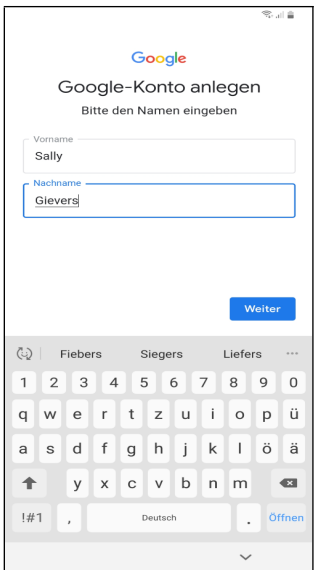 Google
Google-Konto anlegen
Bitte den Namen eingeben
Vorname
Sally
Nachname
Gievers
Weiter
Fiebers Siegers Liefers ...
1 2 3 4 5 6 7 8 9 0
q w e r t z u i o p ü
a s d f g h j k l ö ä
y x c v b n m
!#1 , Deutsch . Öffnen